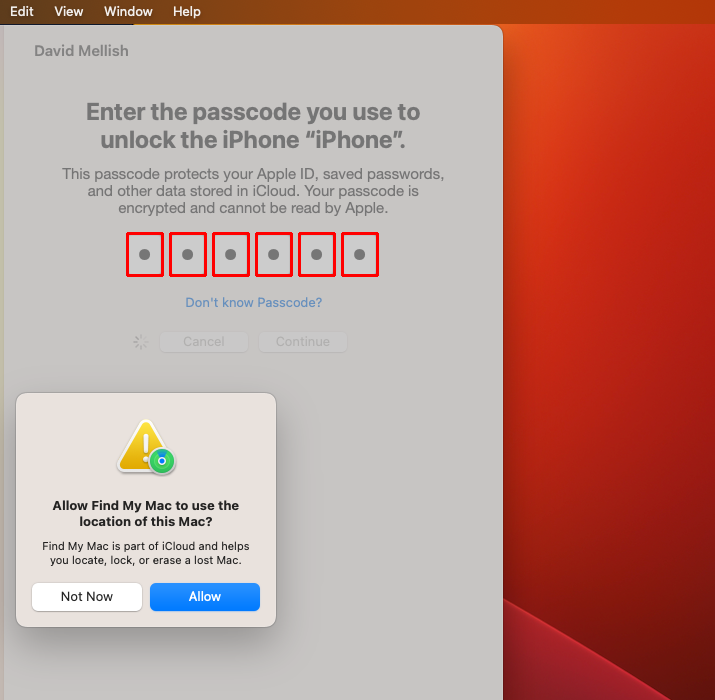 Edit View Window Help
David Mellish
Enter the passcode you use to
unlock the iPhone “iPhone”.
This passcode protects your Apple ID, saved passwords,
and other data stored in iCloud. Your passcode is
encrypted and cannot be read by Apple.
Don't know Passcode?
Cancel Continue
Allow Find My Mac to use the
location of this Mac?
Find My Mac is part of iCloud and helps
you locate, lock, or erase a lost Mac.
Not Now Allow